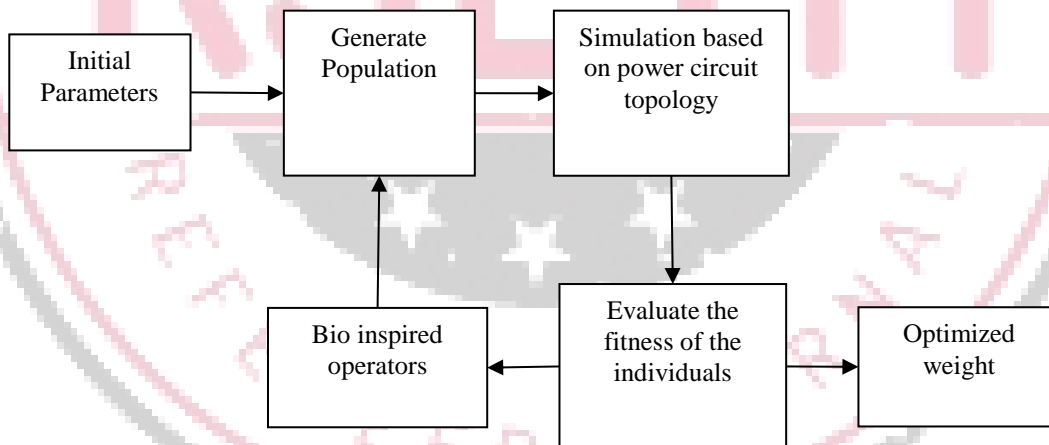 Initial
Parameters
Generate
Population
Simulation based
on power circuit
topology
Bio inspired
operators
Evaluate the
fitness of the
individuals
Optimized
weight